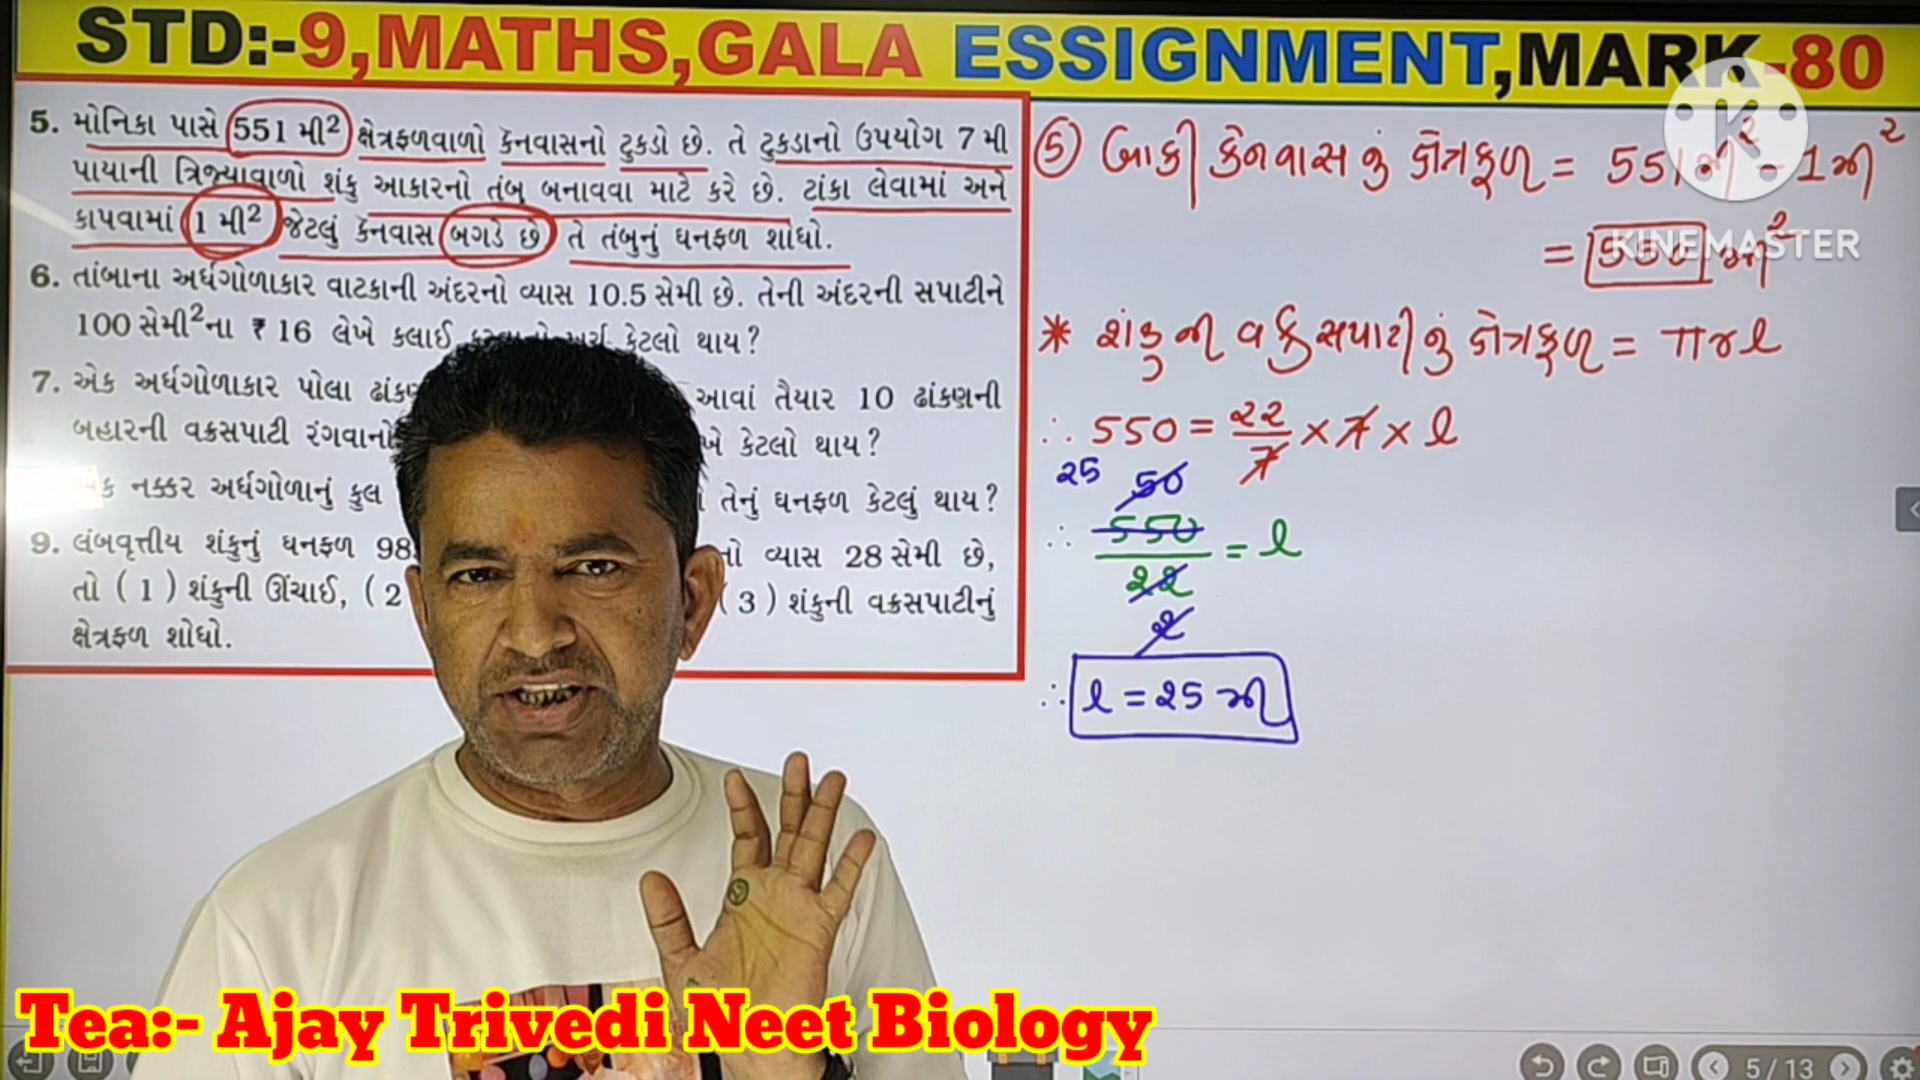 STD:-9,MATHS,GALA ESSIGNMENT,MARK-80
5. મોનિકા પાસે 551 મી² ક્ષેત્રફળવાળો કૅનવાસનો ટુકડો છે. તે ટુકડાનો ઉપયોગ 7 મી
પાયાની ત્રિજ્યાવાળો શંકુ આકારનો તંબુ બનાવવા માટે કરે છે. ટાંકા લેવામાં અને
કાપવામાં 1 મી² જેટલું કૅનવાસ બગડે છે તે તંબુનું ઘનફળ શોધો.
6. તાંબાના અર્ધગોળાકાર વાટકાની અંદરનો વ્યાસ 10.5 સેમી છે. તેની અંદરની સપાટીને
100 સેમી²ના ₹ 16 લેખે કલાઈ કેટલો થાય?
7. એક અર્ધગોળાકાર પોલા આવાં તૈયાર 10 ઢાંકણની
બહારની વક્રસપાટી રંગવાનો કેટલો થાય?
નક્કર અર્ધગોળાનું કુલ તેનું ઘનફળ કેટલું થાય?
9. લંબવૃત્તીય શંકુનું ઘનફળ 98 વ્યાસ 28 સેમી છે,
તો (1) શંકુની ઊંચાઈ, (2 (3) શંકુની વક્રસપાટીનું
ક્ષેત્રફળ શોધો.
⑤ બાકી કેનવાસ નું ક્ષેત્રફળ = 551 મી² - 1 મી²
= 550 મી²
KINEMASTER
* શંકુ ની વક્રસપાટી નું ક્ષેત્રફળ = πrl
∴ 550 = 22/7 × 7 × l
25 50
∴ 550/22 = l
2
∴ l = 25 મી
Tea:- Ajay Trivedi Neet Biology
5/13